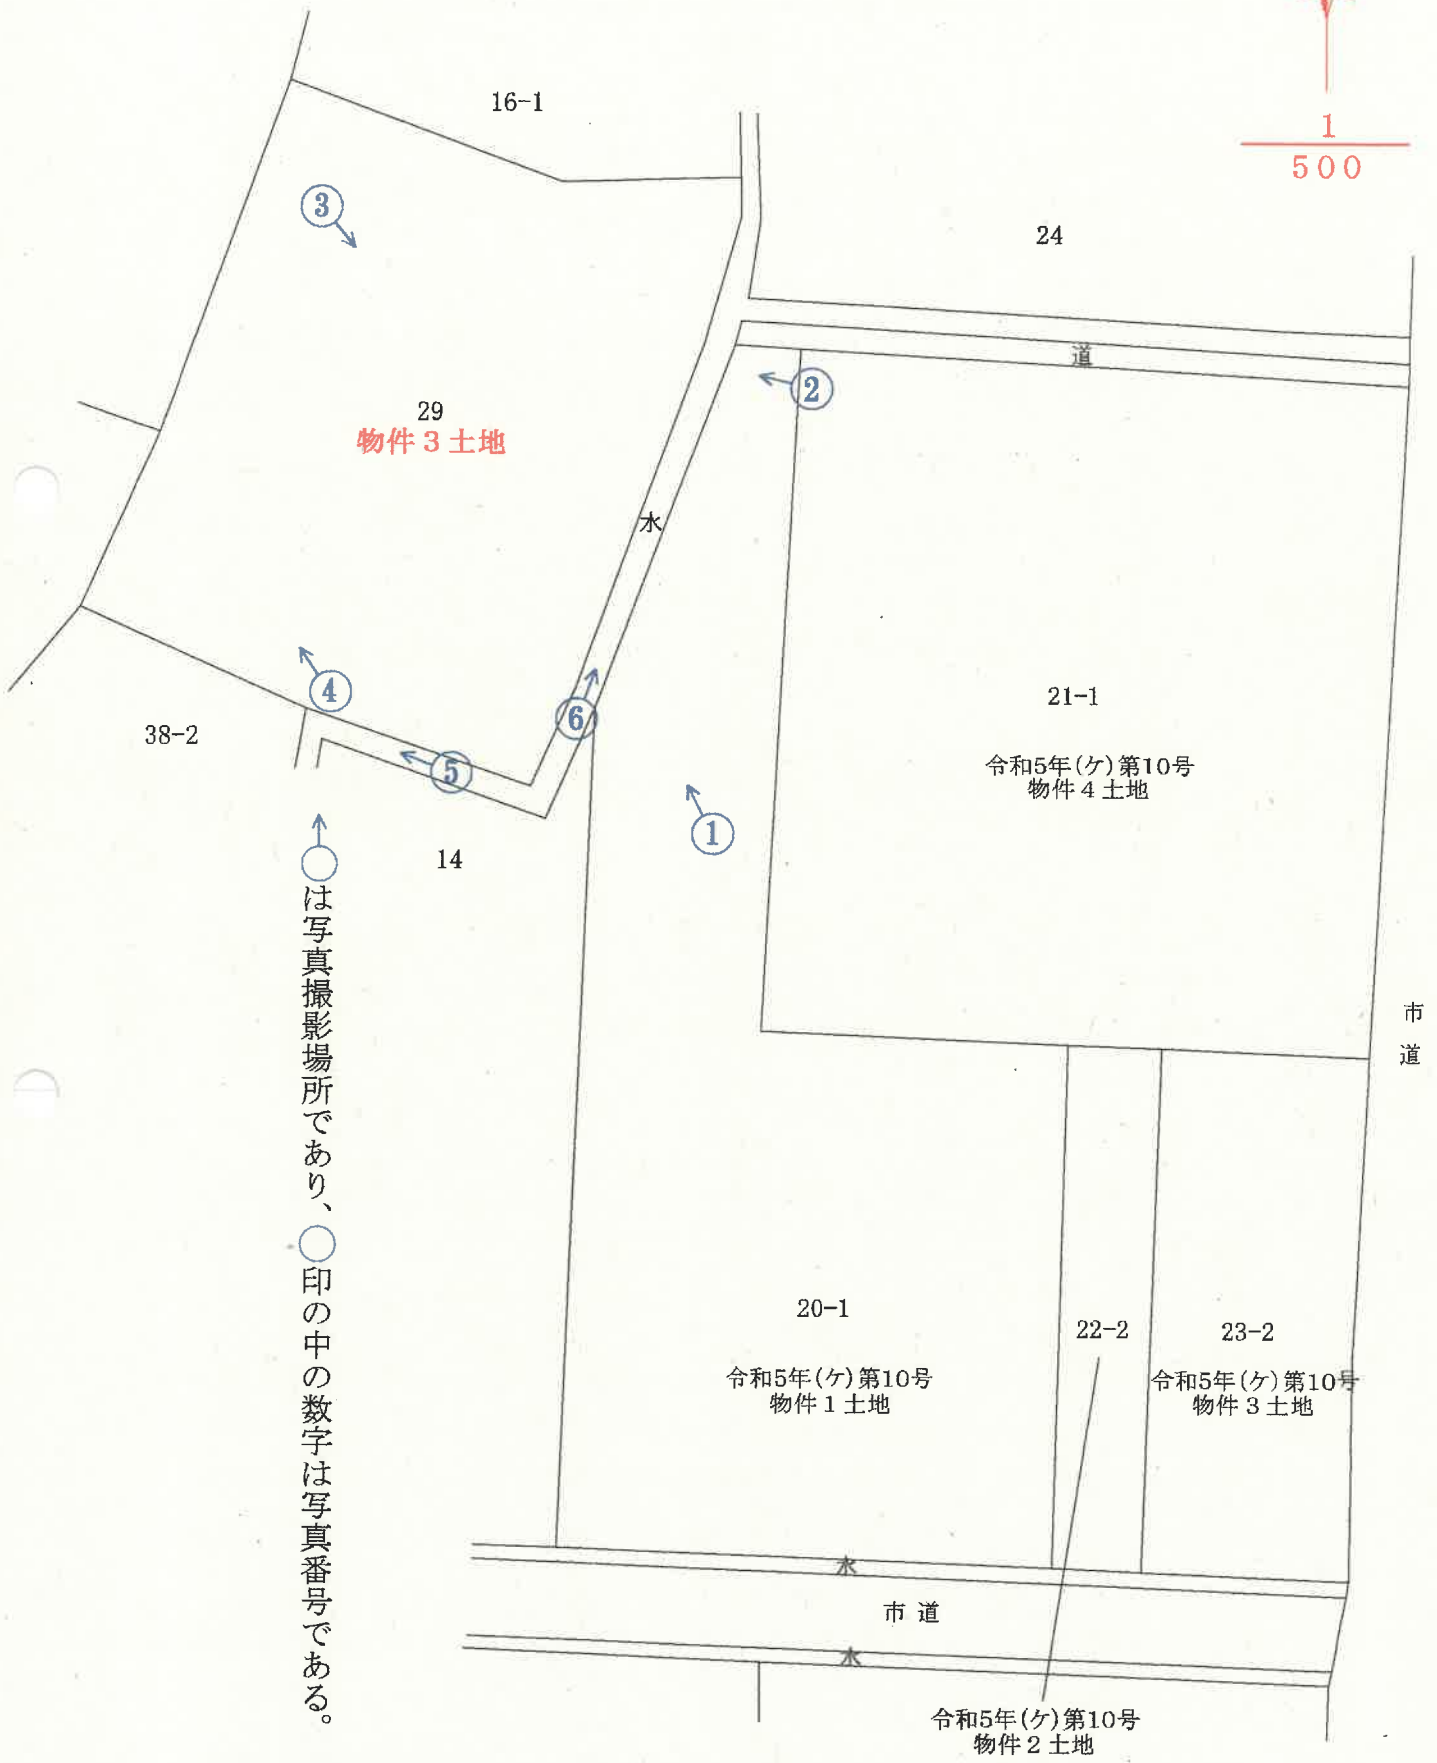 1
500
16-1
③
24
道
②
29
物件３土地
水
21-1
令和5年(ケ)第10号
物件４土地
④
⑥
38-2
⑤
①
14
市道
○は写真撮影場所であり、○印の中の数字は写真番号である。
20-1
令和5年(ケ)第10号
物件１土地
22-2
23-2
令和5年(ケ)第10号
物件３土地
水
市道
水
令和5年(ケ)第10号
物件２土地